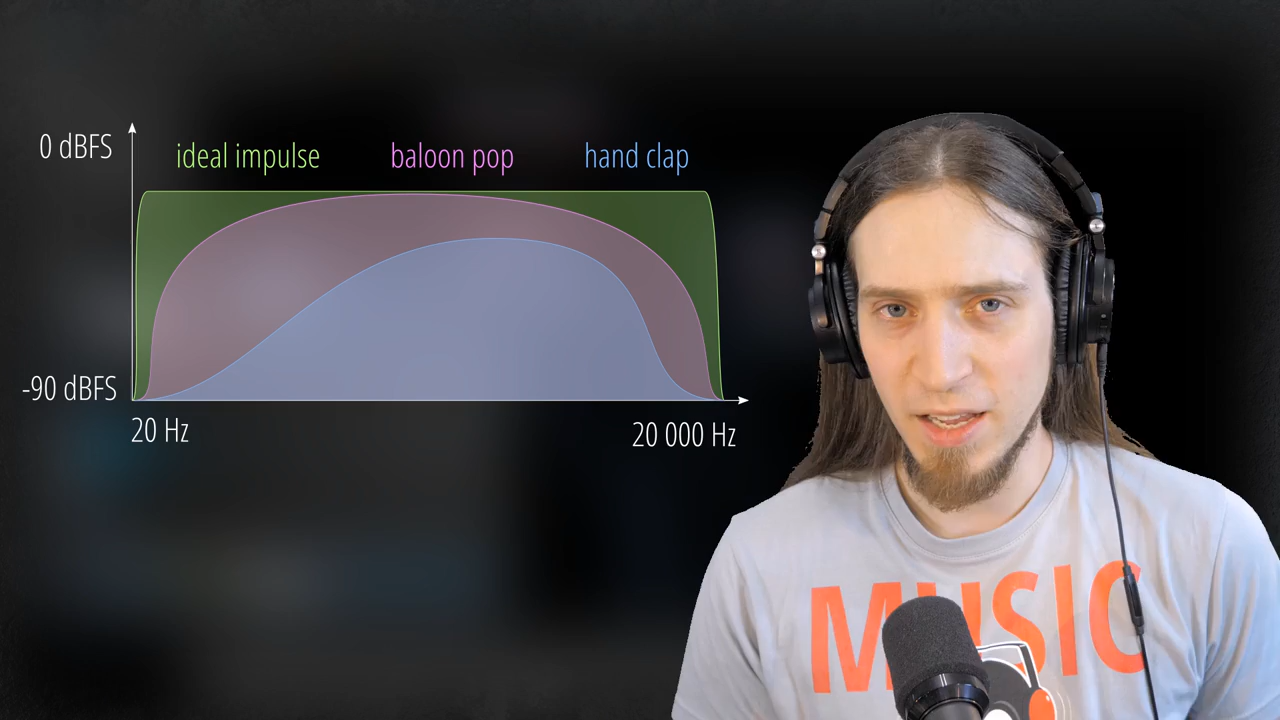 0 dBFS
ideal impulse
baloon pop
hand clap
-90 dBFS
20 Hz
20 000 Hz
MUSIC